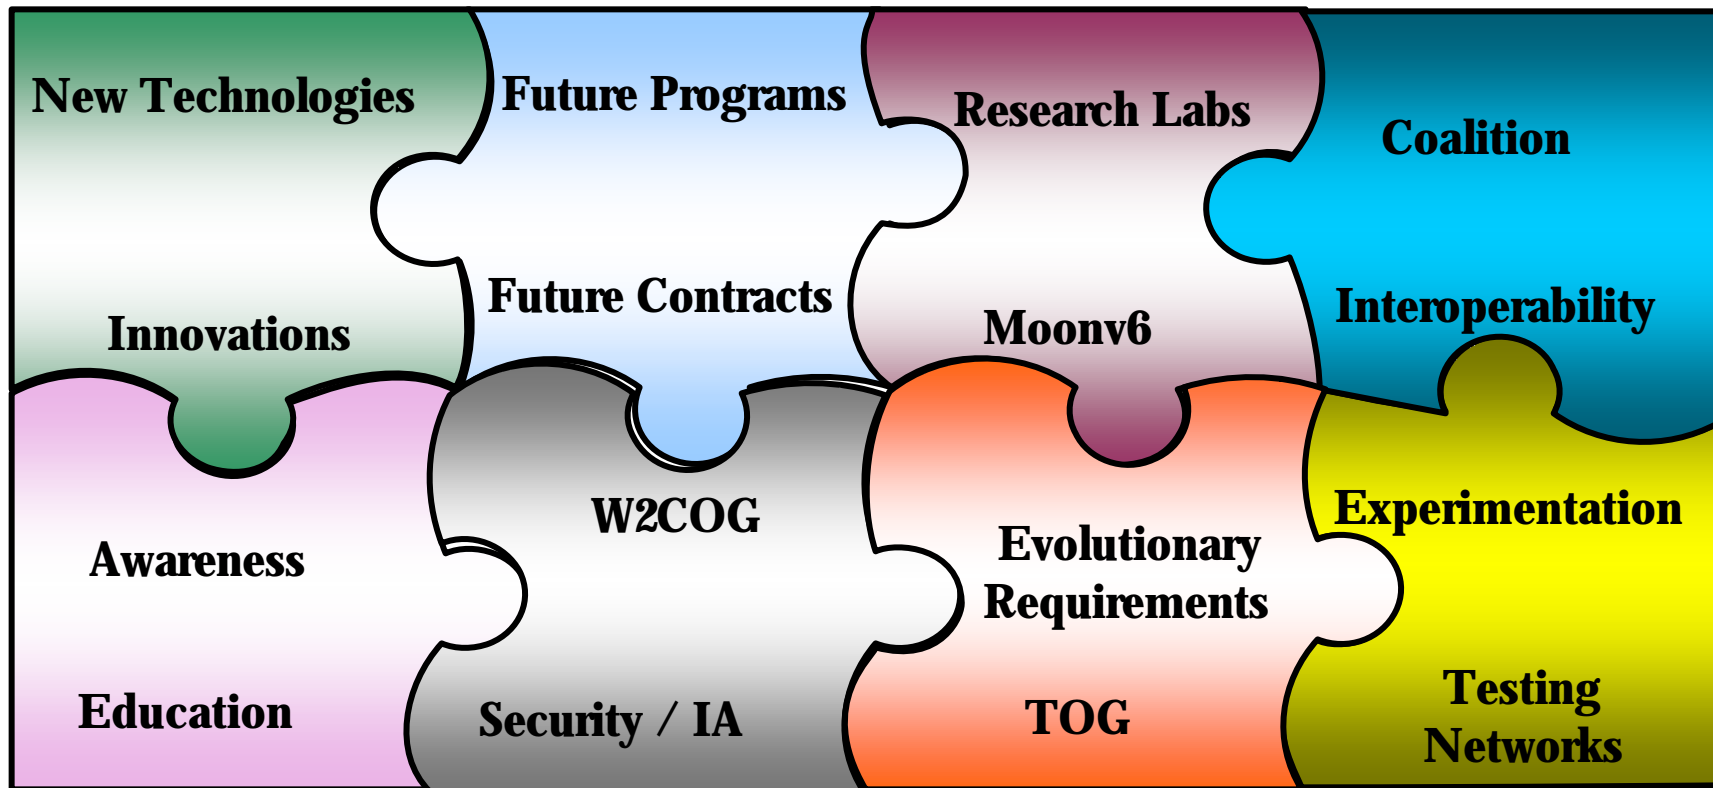 New Technologies
Innovations
Future Programs
Future Contracts
Research Labs
Moonv6
Coalition
Interoperability
Awareness
Education
W2COG
Security / IA
Evolutionary
Requirements
TOG
Experimentation
Testing
Networks